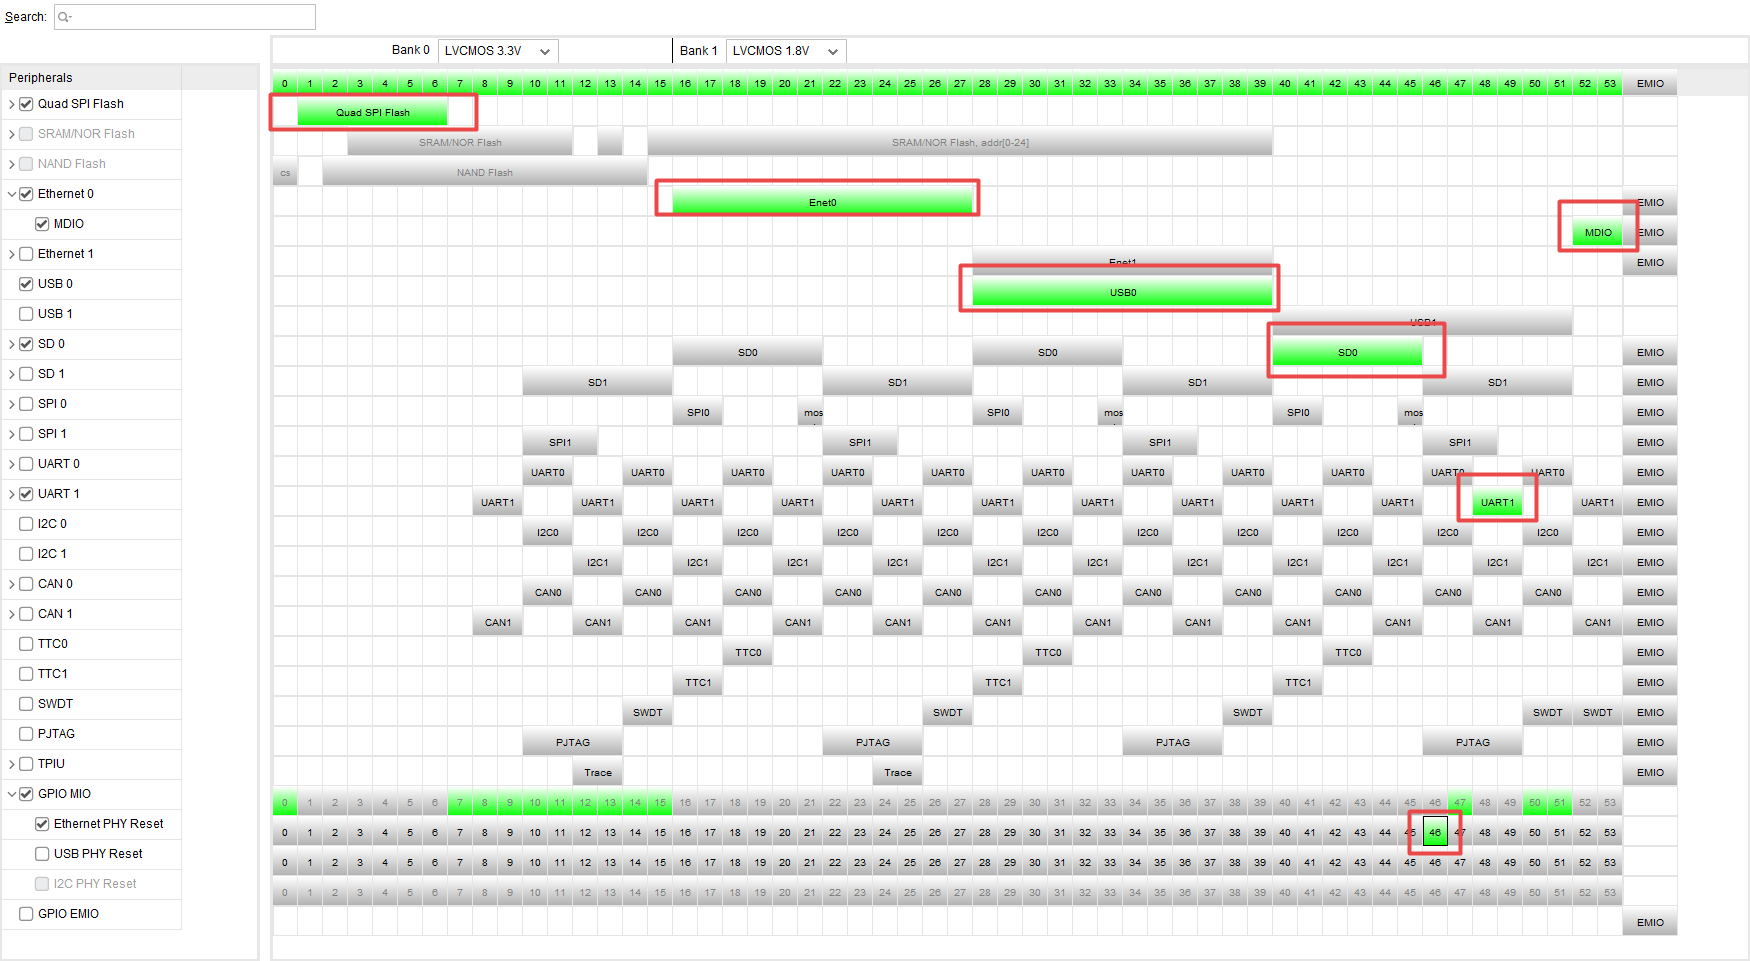 Search:
Bank 0 LVCMOS 3.3V Bank 1 LVCMOS 1.8V
Peripherals 0 1 2 3 4 5 6 7 8 9 10 11 12 13 14 15 16 17 18 19 20 21 22 23 24 25 26 27 28 29 30 31 32 33 34 35 36 37 38 39 40 41 42 43 44 45 46 47 48 49 50 51 52 53 EMIO
Quad SPI Flash Quad SPI Flash
SRAM/NOR Flash SRAM/NOR Flash SRAM/NOR Flash, addr[0-24]
NAND Flash cs NAND Flash
Ethernet 0 Enet0 EMIO
MDIO MDIO EMIO
Ethernet 1 Enet1 EMIO
USB 0 USB0
USB 1 USB1
SD 0 SD0 SD0 SD0 EMIO
SD 1 SD1 SD1 SD1 SD1 EMIO
SPI 0 SPI0 mos SPI0 mos SPI0 mos EMIO
SPI 1 SPI1 SPI1 SPI1 SPI1 EMIO
UART 0 UART0 UART0 UART0 UART0 UART0 UART0 UART0 UART0 UART0 UART0 UART0 EMIO
UART 1 UART1 UART1 UART1 UART1 UART1 UART1 UART1 UART1 UART1 UART1 UART1 UART1 EMIO
I2C 0 I2C0 I2C0 I2C0 I2C0 I2C0 I2C0 I2C0 I2C0 I2C0 I2C0 I2C0 EMIO
I2C 1 I2C1 I2C1 I2C1 I2C1 I2C1 I2C1 I2C1 I2C1 I2C1 I2C1 I2C1 EMIO
CAN 0 CAN0 CAN0 CAN0 CAN0 CAN0 CAN0 CAN0 CAN0 CAN0 CAN0 CAN0 EMIO
CAN 1 CAN1 CAN1 CAN1 CAN1 CAN1 CAN1 CAN1 CAN1 CAN1 CAN1 CAN1 CAN1 EMIO
TTC0 TTC0 TTC0 TTC0 EMIO
TTC1 TTC1 TTC1 TTC1 EMIO
SWDT SWDT SWDT SWDT SWDT SWDT EMIO
PJTAG PJTAG PJTAG PJTAG PJTAG EMIO
TPIU Trace Trace EMIO
GPIO MIO 0 1 2 3 4 5 6 7 8 9 10 11 12 13 14 15 16 17 18 19 20 21 22 23 24 25 26 27 28 29 30 31 32 33 34 35 36 37 38 39 40 41 42 43 44 45 46 47 48 49 50 51 52 53
Ethernet PHY Reset 0 1 2 3 4 5 6 7 8 9 10 11 12 13 14 15 16 17 18 19 20 21 22 23 24 25 26 27 28 29 30 31 32 33 34 35 36 37 38 39 40 41 42 43 44 45 46 47 48 49 50 51 52 53
USB PHY Reset 0 1 2 3 4 5 6 7 8 9 10 11 12 13 14 15 16 17 18 19 20 21 22 23 24 25 26 27 28 29 30 31 32 33 34 35 36 37 38 39 40 41 42 43 44 45 46 47 48 49 50 51 52 53
I2C PHY Reset 0 1 2 3 4 5 6 7 8 9 10 11 12 13 14 15 16 17 18 19 20 21 22 23 24 25 26 27 28 29 30 31 32 33 34 35 36 37 38 39 40 41 42 43 44 45 46 47 48 49 50 51 52 53
GPIO EMIO EMIO